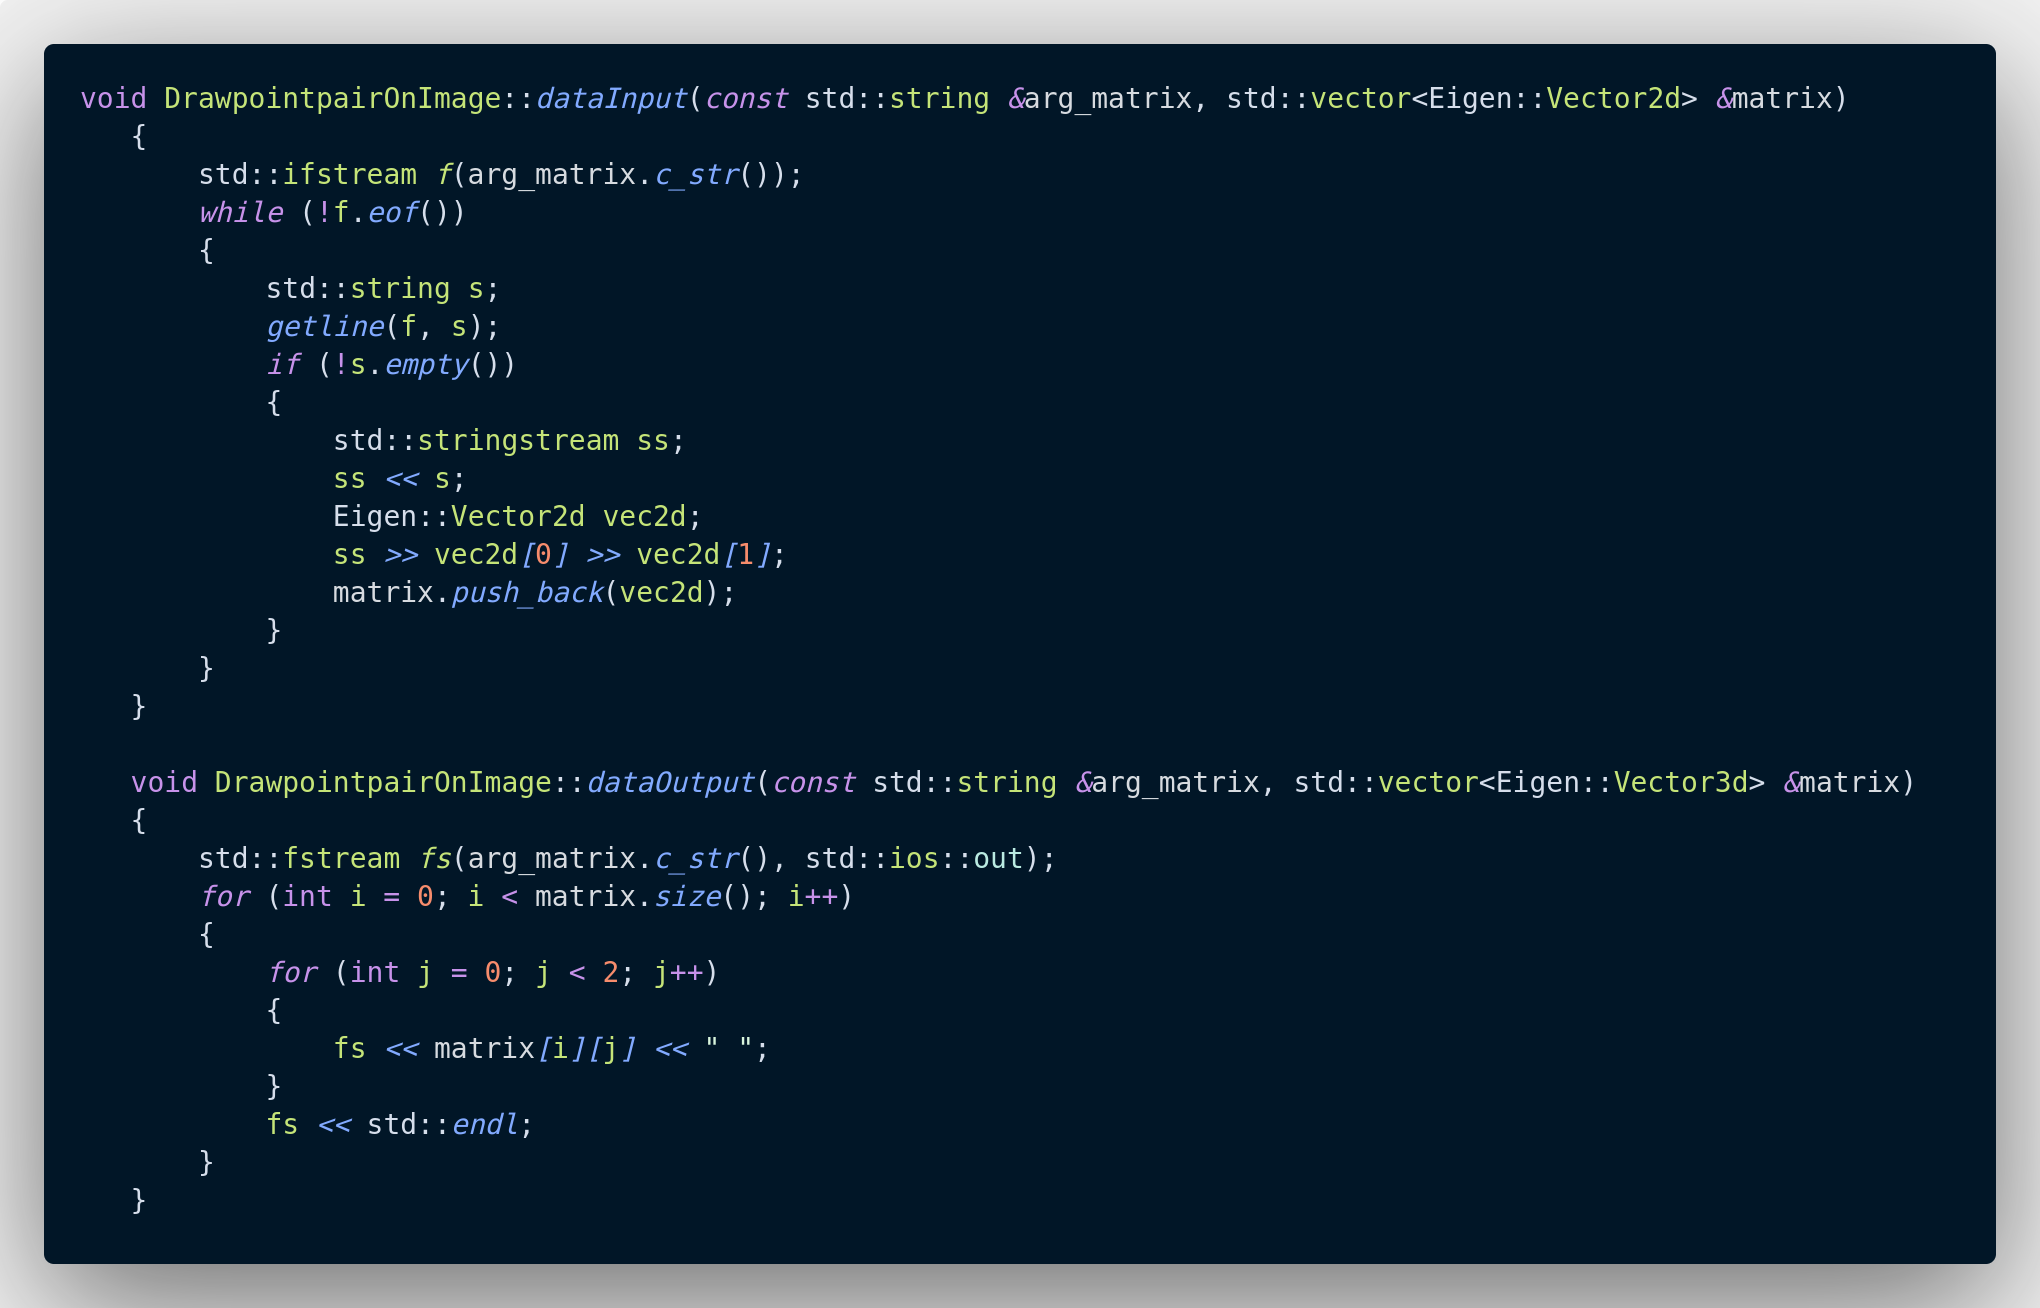 void DrawpointpairOnImage::dataInput(const std::string &arg_matrix, std::vector<Eigen::Vector2d> &matrix)
   {
       std::ifstream f(arg_matrix.c_str());
       while (!f.eof())
       {
           std::string s;
           getline(f, s);
           if (!s.empty())
           {
               std::stringstream ss;
               ss << s;
               Eigen::Vector2d vec2d;
               ss >> vec2d[0] >> vec2d[1];
               matrix.push_back(vec2d);
           }
       }
   }

   void DrawpointpairOnImage::dataOutput(const std::string &arg_matrix, std::vector<Eigen::Vector3d> &matrix)
   {
       std::fstream fs(arg_matrix.c_str(), std::ios::out);
       for (int i = 0; i < matrix.size(); i++)
       {
           for (int j = 0; j < 2; j++)
           {
               fs << matrix[i][j] << " ";
           }
           fs << std::endl;
       }
   }